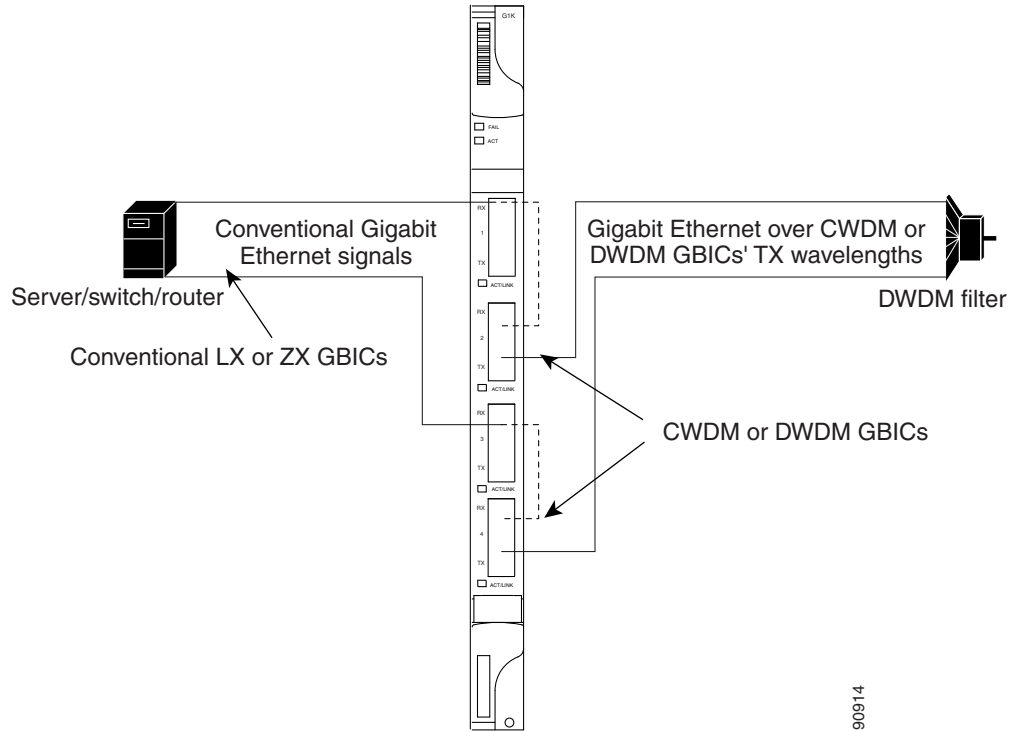 G1K
FAIL
ACT
RX
1
TX
ACT/LINK
RX
2
TX
ACT/LINK
RX
3
TX
ACT/LINK
RX
4
TX
ACT/LINK
Conventional Gigabit
Ethernet signals
Server/switch/router
Conventional LX or ZX GBICs
Gigabit Ethernet over CWDM or
DWDM GBICs' TX wavelengths
DWDM filter
CWDM or DWDM GBICs
90914